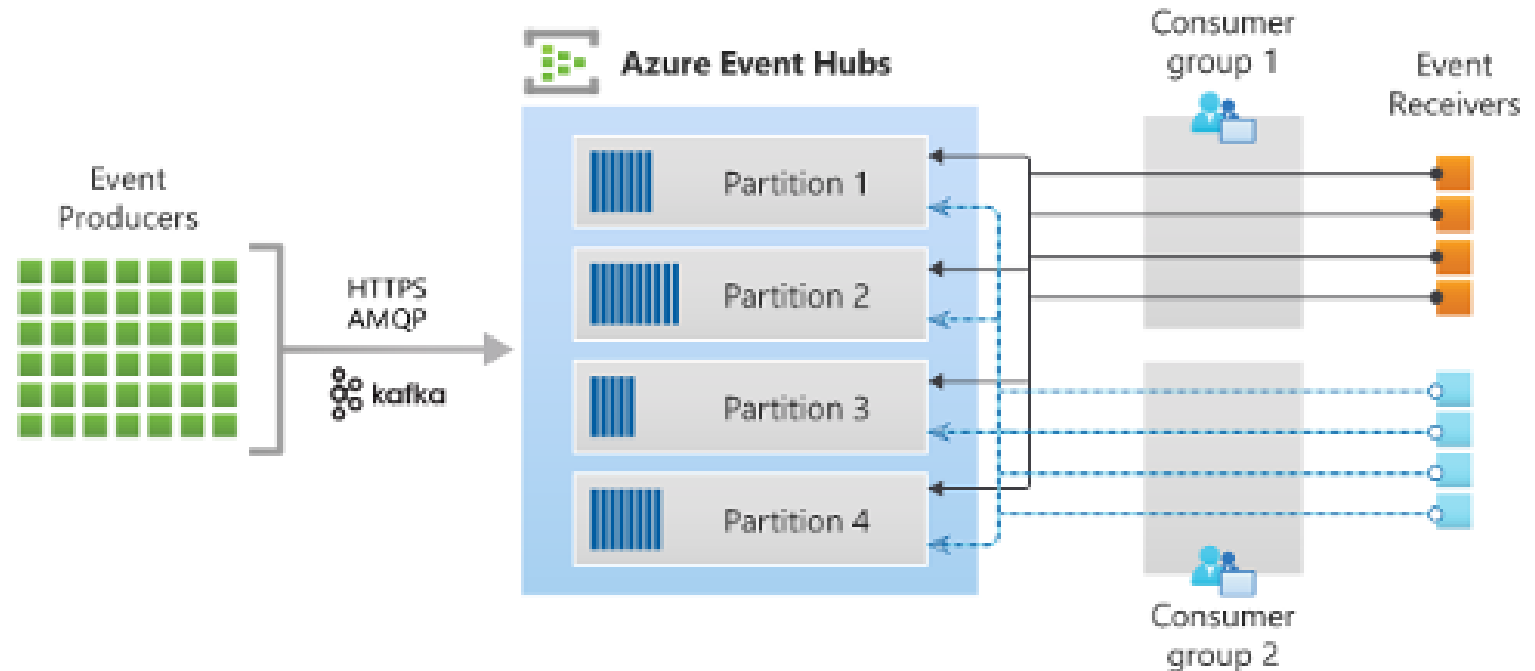 Event
Producers
HTTPS
AMQP
kafka
Azure Event Hubs
Partition 1
Partition 2
Partition 3
Partition 4
Consumer
group 1
Event
Receivers
Consumer
group 2